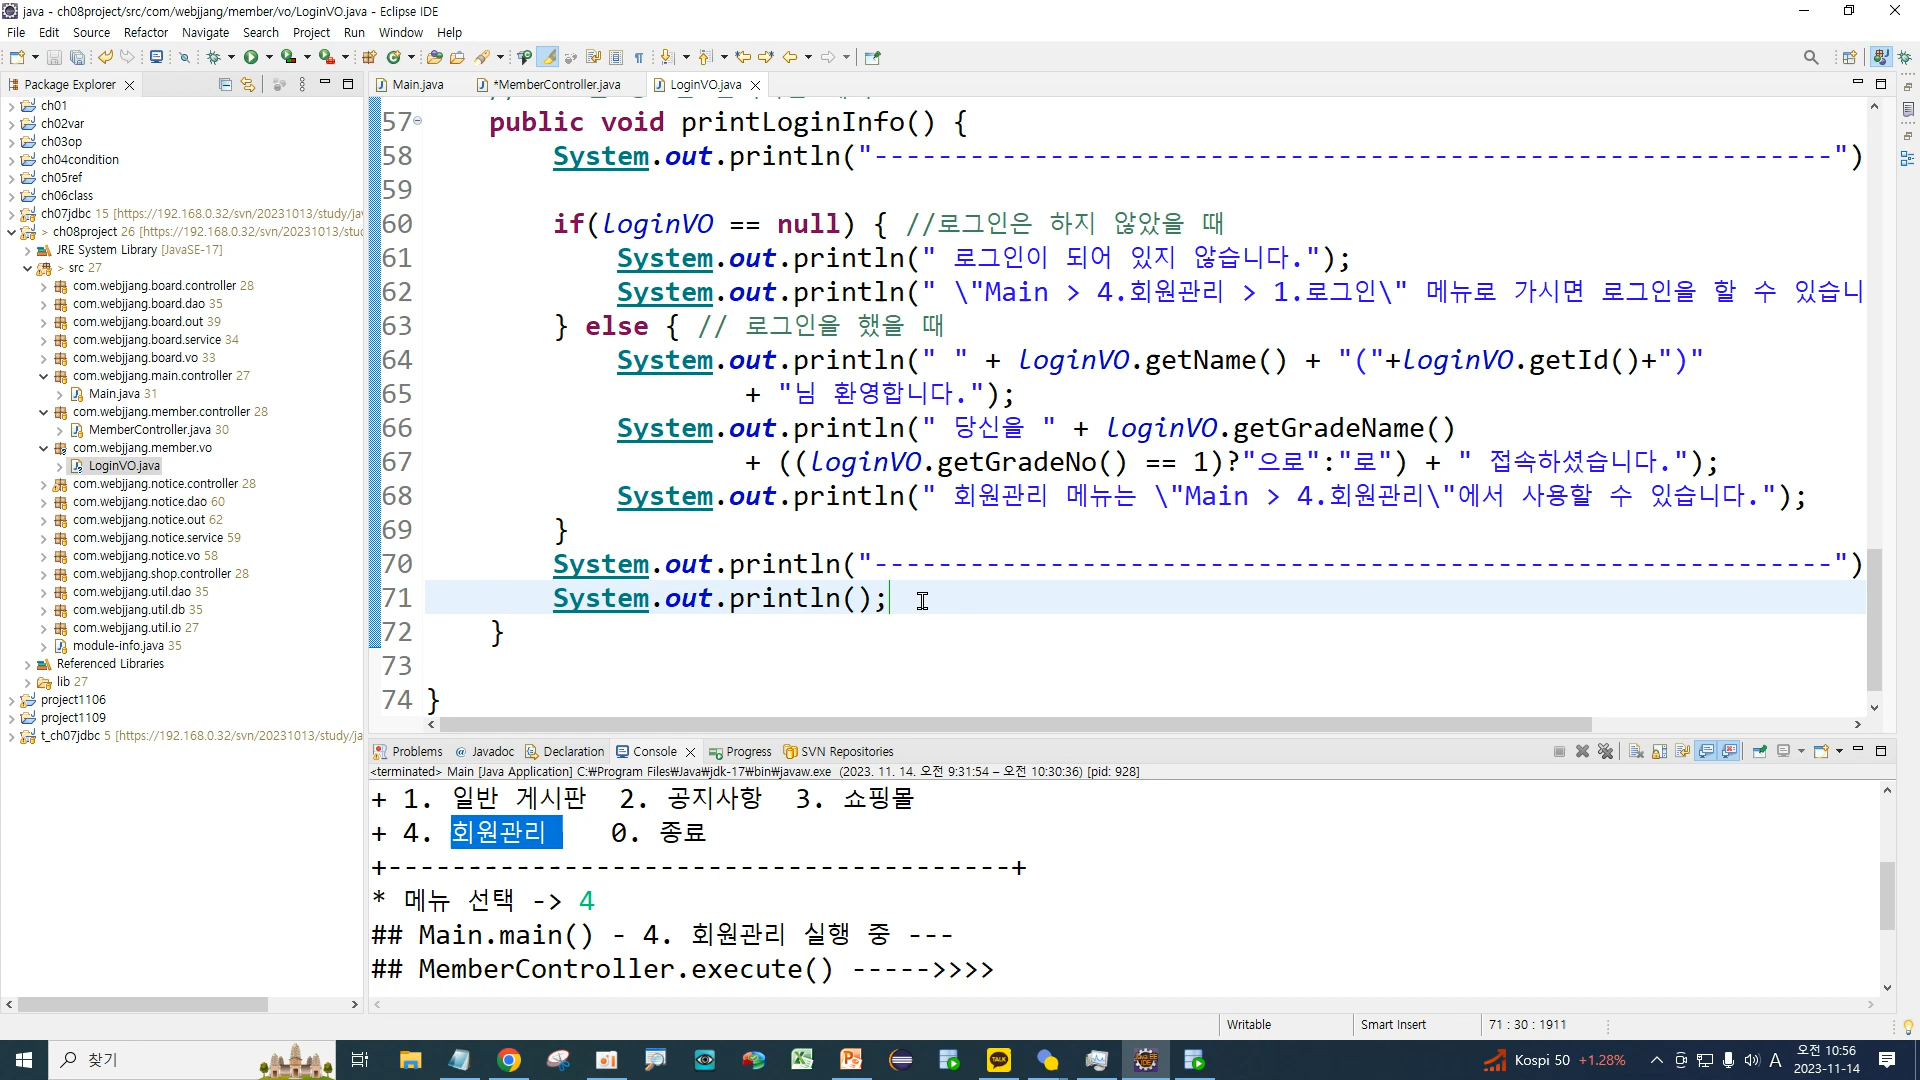 java - ch08project/src/com/webjjang/member/vo/LoginVO.java - Eclipse IDE
File Edit Source Refactor Navigate Search Project Run Window Help
Package Explorer
ch01
ch02var
ch03op
ch04condition
ch05ref
ch06class
ch07jdbc 15 [https://192.168.0.32/svn/20231013/study/ja
ch08project 26 [https://192.168.0.32/svn/20231013/stud
JRE System Library [JavaSE-17]
src 27
com.webjjang.board.controller 28
com.webjjang.board.dao 35
com.webjjang.board.out 39
com.webjjang.board.service 34
com.webjjang.board.vo 33
com.webjjang.main.controller 27
Main.java 31
com.webjjang.member.controller 28
MemberController.java 30
com.webjjang.member.vo
LoginVO.java
com.webjjang.notice.controller 28
com.webjjang.notice.dao 60
com.webjjang.notice.out 62
com.webjjang.notice.service 59
com.webjjang.notice.vo 58
com.webjjang.shop.controller 28
com.webjjang.util.dao 35
com.webjjang.util.db 35
com.webjjang.util.io 27
module-info.java 35
Referenced Libraries
lib 27
project1106
project1109
t_ch07jdbc 5 [https://192.168.0.32/svn/20231013/study/ja
Main.java *MemberController.java LoginVO.java
57 public void printLoginInfo() {
58 System.out.println("------------------------------------------------------------")
59
60 if(loginVO == null) { //로그인은 하지 않았을 때
61 System.out.println(" 로그인이 되어 있지 않습니다.");
62 System.out.println(" \"Main > 4.회원관리 > 1.로그인\" 메뉴로 가시면 로그인을 할 수 있습니
63 } else { // 로그인을 했을 때
64 System.out.println(" " + loginVO.getName() + "("+loginVO.getId()+")"
65 + "님 환영합니다.");
66 System.out.println(" 당신을 " + loginVO.getGradeName()
67 + ((loginVO.getGradeNo() == 1)?"으로":"로") + " 접속하셨습니다.");
68 System.out.println(" 회원관리 메뉴는 \"Main > 4.회원관리\"에서 사용할 수 있습니다.");
69 }
70 System.out.println("------------------------------------------------------------")
71 System.out.println();
72 }
73
74 }
Problems Javadoc Declaration Console Progress SVN Repositories
<terminated> Main [Java Application] C:₩Program Files₩Java₩jdk-17₩bin₩javaw.exe (2023. 11. 14. 오전 9:31:54 – 오전 10:30:36) [pid: 928]
+ 1. 일반 게시판 2. 공지사항 3. 쇼핑몰
+ 4. 회원관리 0. 종료
+---------------------------------------+
* 메뉴 선택 -> 4
## Main.main() - 4. 회원관리 실행 중 ---
## MemberController.execute() ----->>>>
Writable Smart Insert 71 : 30 : 1911
찾기
Kospi 50 +1.28%
A
오전 10:56
2023-11-14